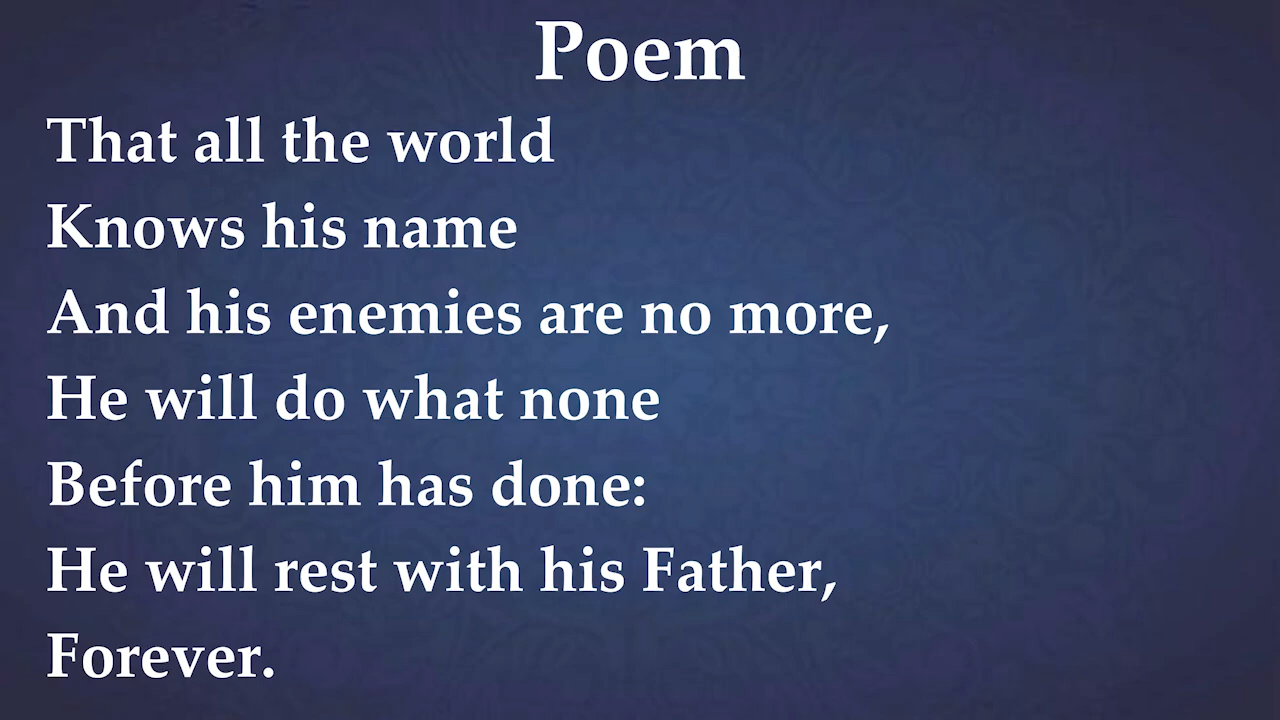 Poem
That all the world
Knows his name
And his enemies are no more,
He will do what none
Before him has done:
He will rest with his Father,
Forever.